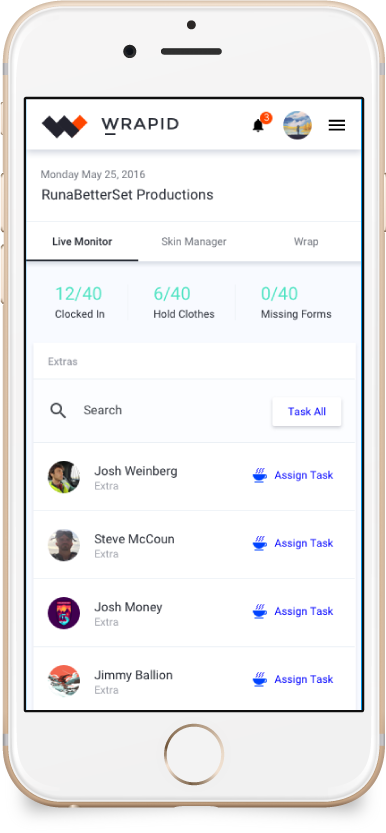 WRAPID
3
Monday May 25, 2016
RunaBetterSet Productions
Live Monitor
Skin Manager
Wrap
12/40
6/40
0/40
Clocked In
Hold Clothes
Missing Forms
Extras
Search
Task All
Josh Weinberg
Extra
Assign Task
Steve McCoun
Extra
Assign Task
Josh Money
Extra
Assign Task
Jimmy Ballion
Extra
Assign Task